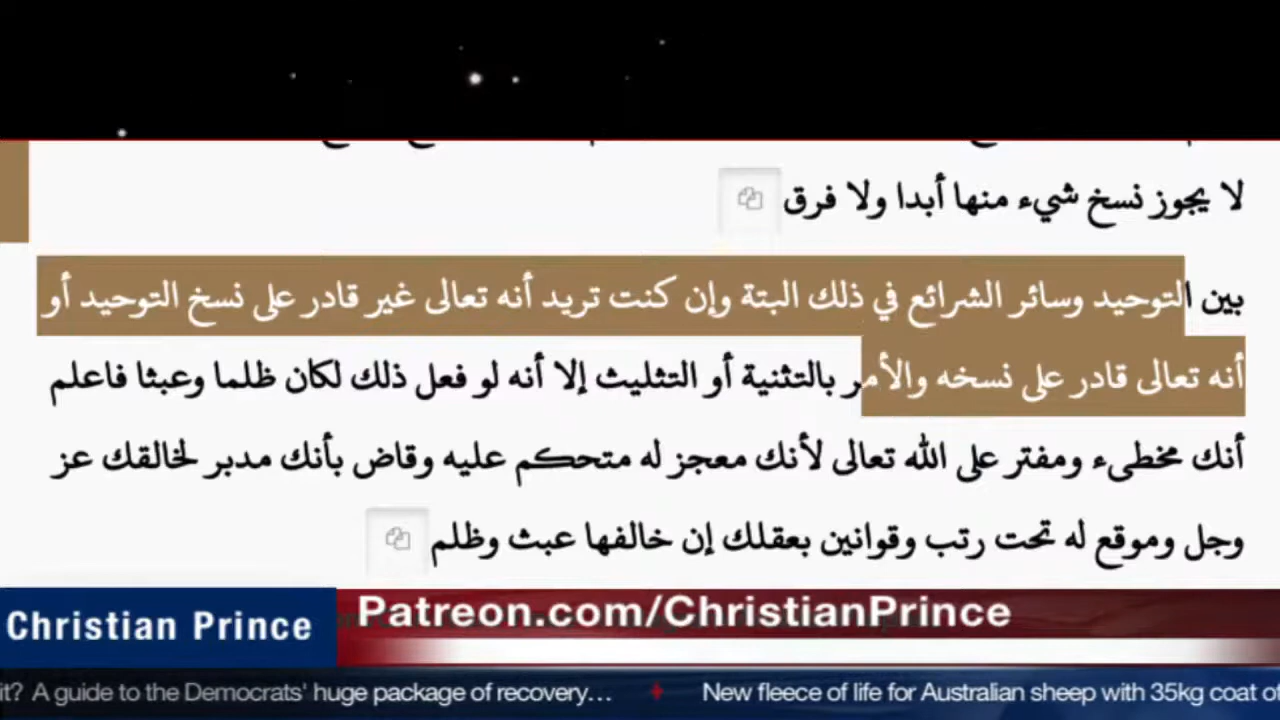 لا يجوز نسخ شيء منها أبدا ولا فرق
بين التوحيد وسائر الشرائع في ذلك البتة وإن كنت تريد أنه تعالى غير قادر على نسخ التوحيد أو
أنه تعالى قادر على نسخه والأمر بالتثنية أو التثليث إلا أنه لو فعل ذلك لكان ظلما وعبثا فاعلم
أنك مخطىء ومفتر على الله تعالى لأنك معجز له متحكم عليه وقاض بأنك مدبر لخالقك عز
وجل وموقع له تحت رتب وقوانين بعقلك إن خالفها عبث وظلم
Christian Prince
Patreon.com/ChristianPrince
it? A guide to the Democrats' huge package of recovery… New fleece of life for Australian sheep with 35kg coat of